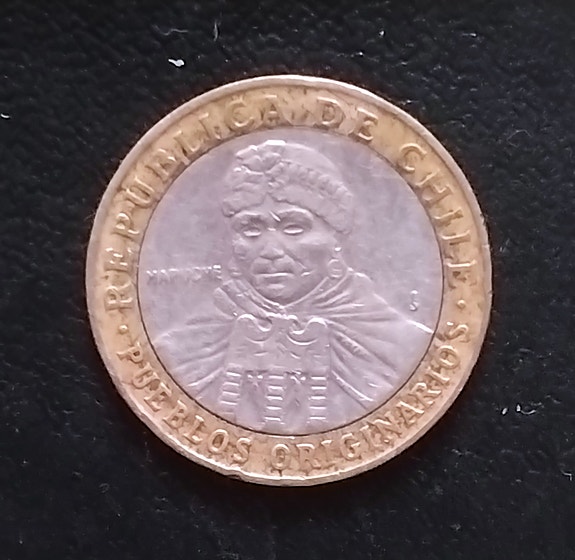 · REPUBLICA DE CHILE ·
PUEBLOS ORIGINARIOS
MAPUCHE